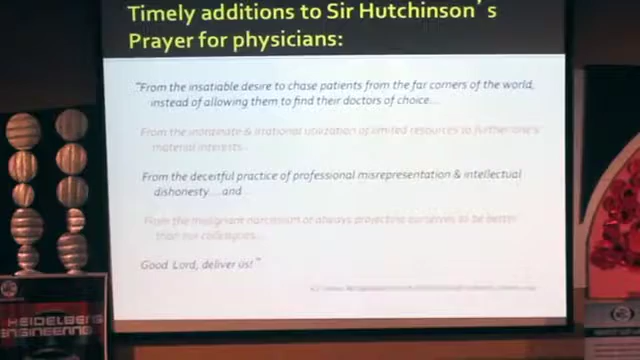 Timely additions to Sir Hutchinson's
Prayer for physicians:
"From the insatiable desire to chase patients from the far corners of the world,
instead of allowing them to find their doctors of choice...
From the inordinate & irrational utilization of limited resources to further one's
material interests...
From the deceitful practice of professional misrepresentation & intellectual
dishonesty....and
From the malignant narcissism of always projecting ourselves to be better
than our colleagues...
Good Lord, deliver us!"
HEIDELBERG
ENGINEERING